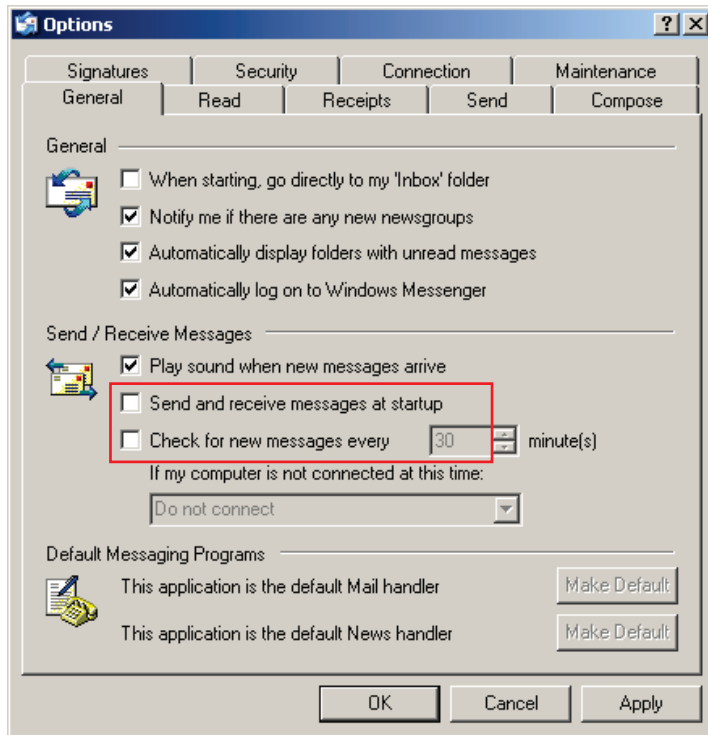 Options
Signatures Security Connection Maintenance
General Read Receipts Send Compose
General
When starting, go directly to my 'Inbox' folder
Notify me if there are any new newsgroups
Automatically display folders with unread messages
Automatically log on to Windows Messenger
Send / Receive Messages
Play sound when new messages arrive
Send and receive messages at startup
Check for new messages every 30 minute(s)
If my computer is not connected at this time:
Do not connect
Default Messaging Programs
This application is the default Mail handler Make Default
This application is the default News handler Make Default
OK Cancel Apply